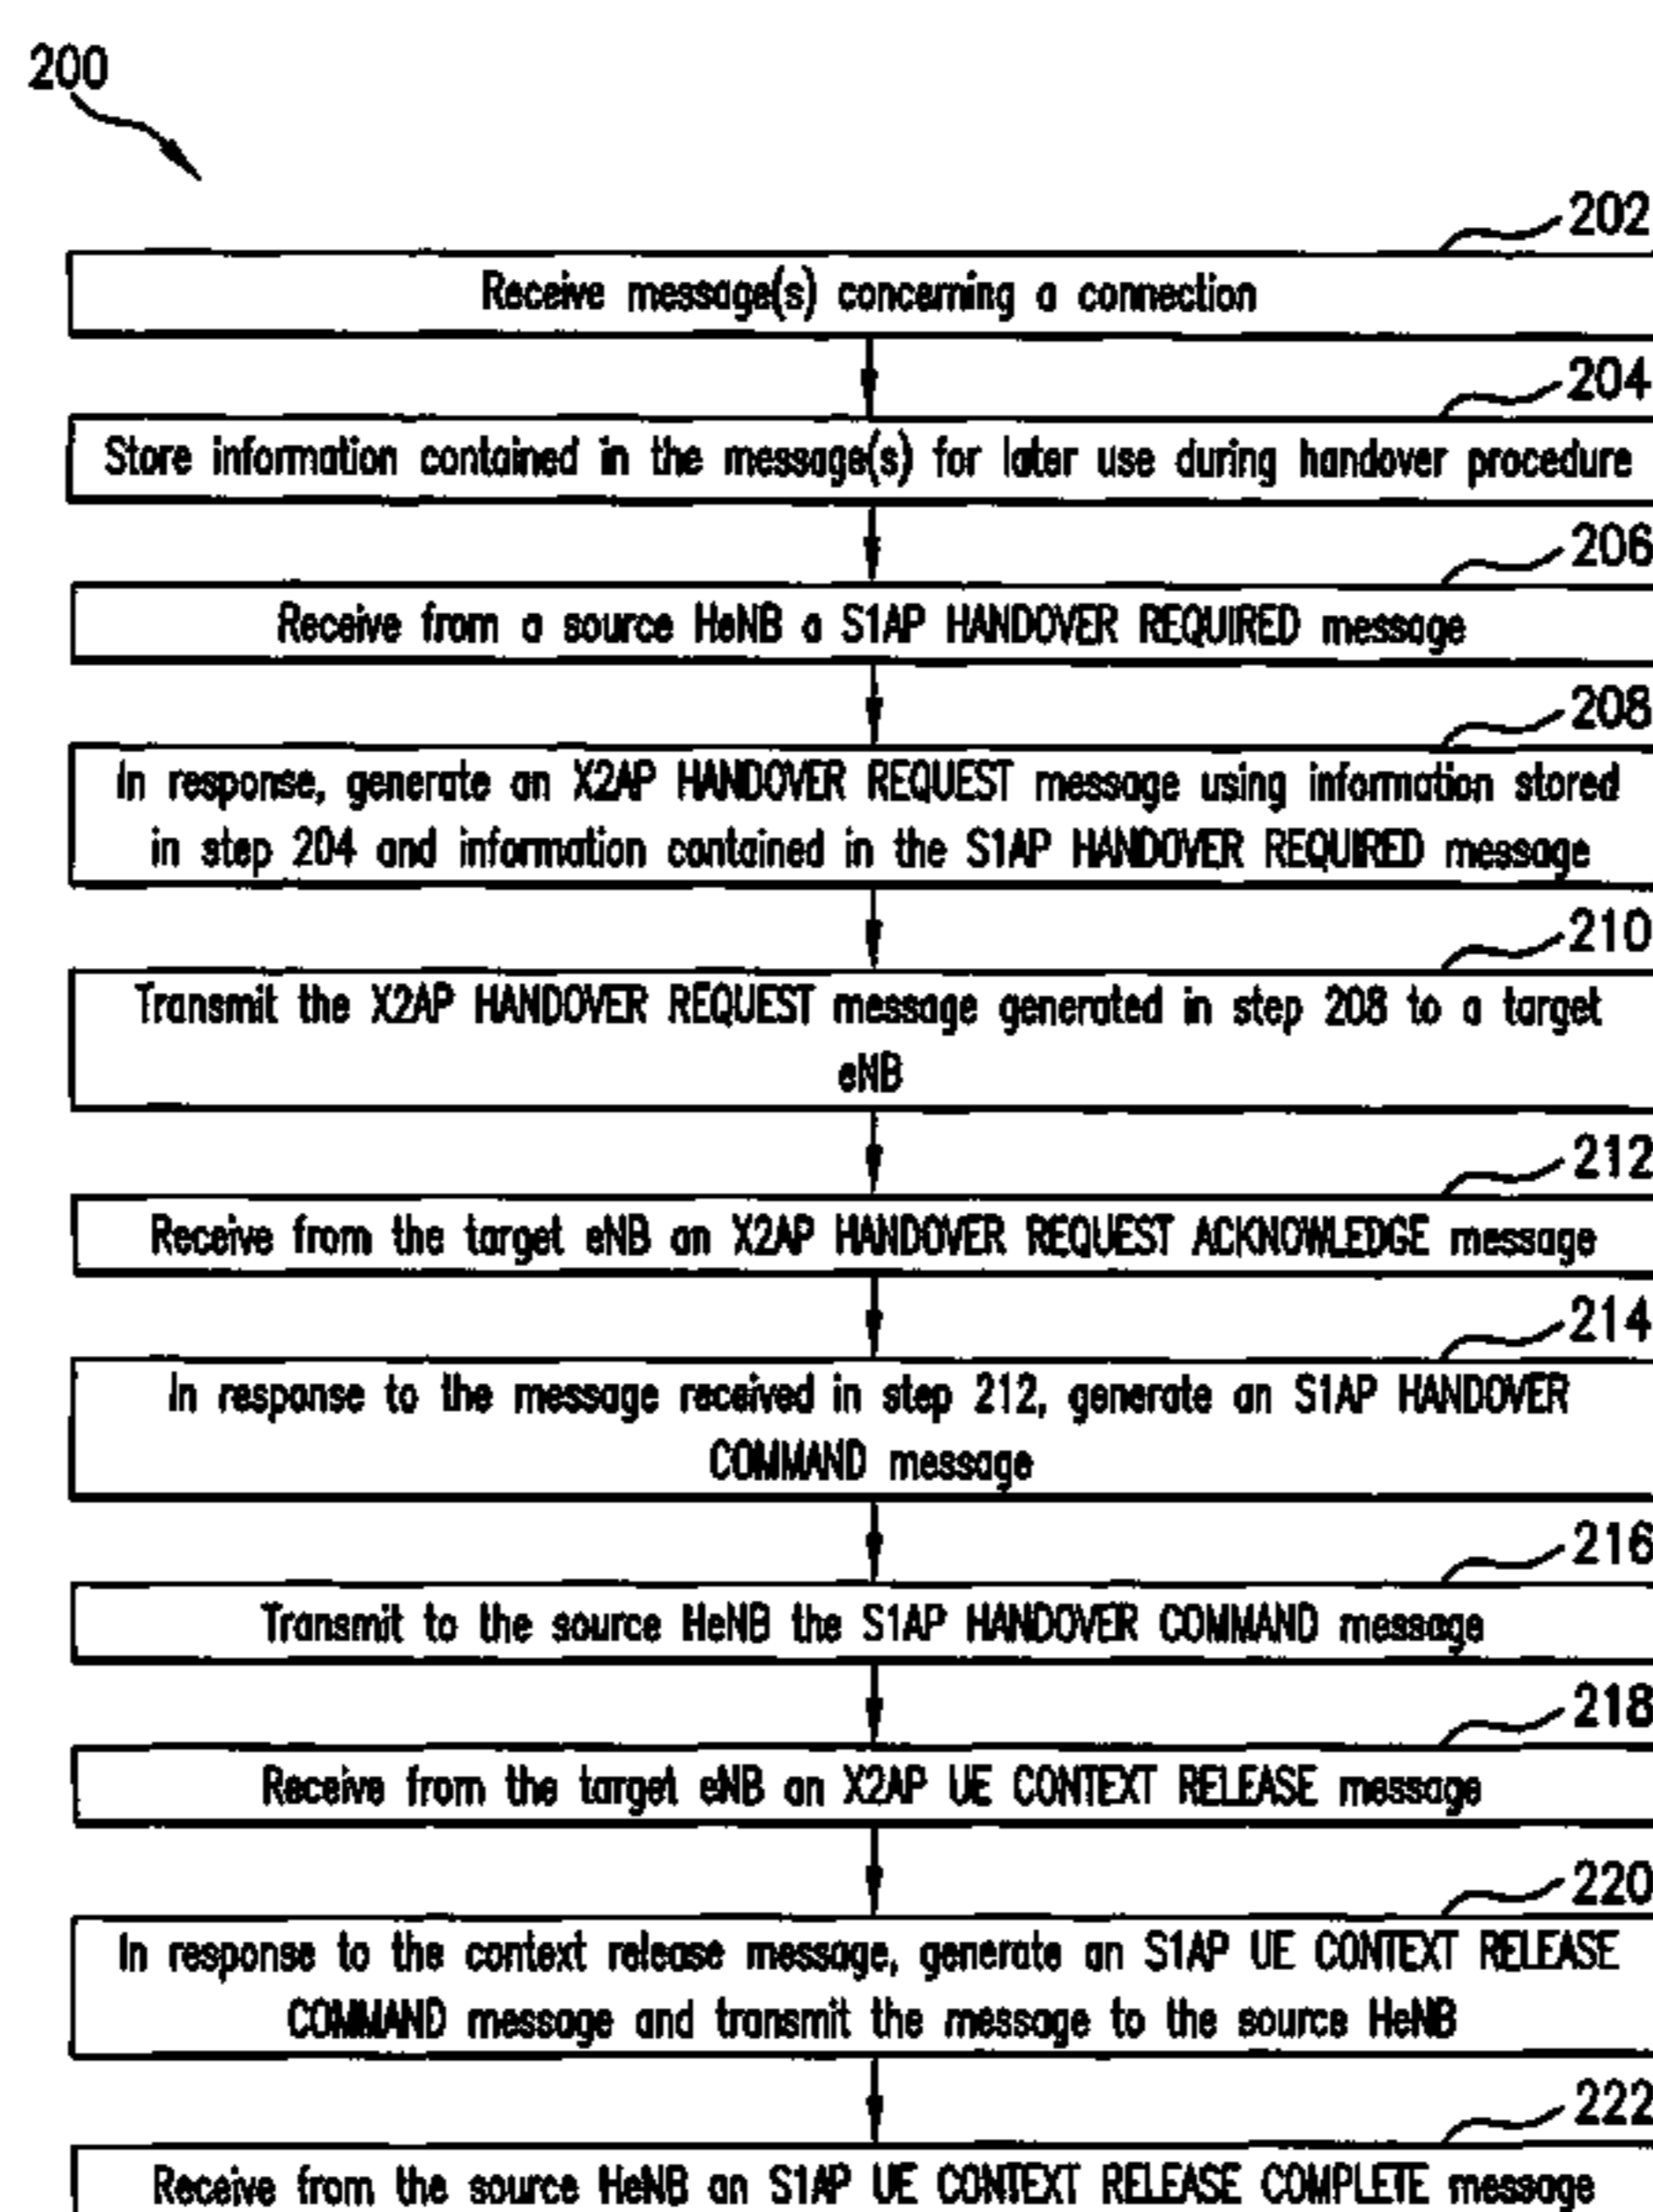 200
202
Receive message(s) concerning a connection
204
Store information contained in the message(s) for later use during handover procedure
206
Receive from a source HeNB a S1AP HANDOVER REQUIRED message
208
In response, generate an X2AP HANDOVER REQUEST message using information stored
in step 204 and information contained in the S1AP HANDOVER REQUIRED message
210
Transmit the X2AP HANDOVER REQUEST message generated in step 208 to a target
eNB
212
Receive from the target eNB an X2AP HANDOVER REQUEST ACKNOWLEDGE message
214
In response to the message received in step 212, generate an S1AP HANDOVER
COMMAND message
216
Transmit to the source HeNB the S1AP HANDOVER COMMAND message
218
Receive from the target eNB an X2AP UE CONTEXT RELEASE message
220
In response to the context release message, generate an S1AP UE CONTEXT RELEASE
COMMAND message and transmit the message to the source HeNB
222
Receive from the source HeNB an S1AP UE CONTEXT RELEASE COMPLETE message